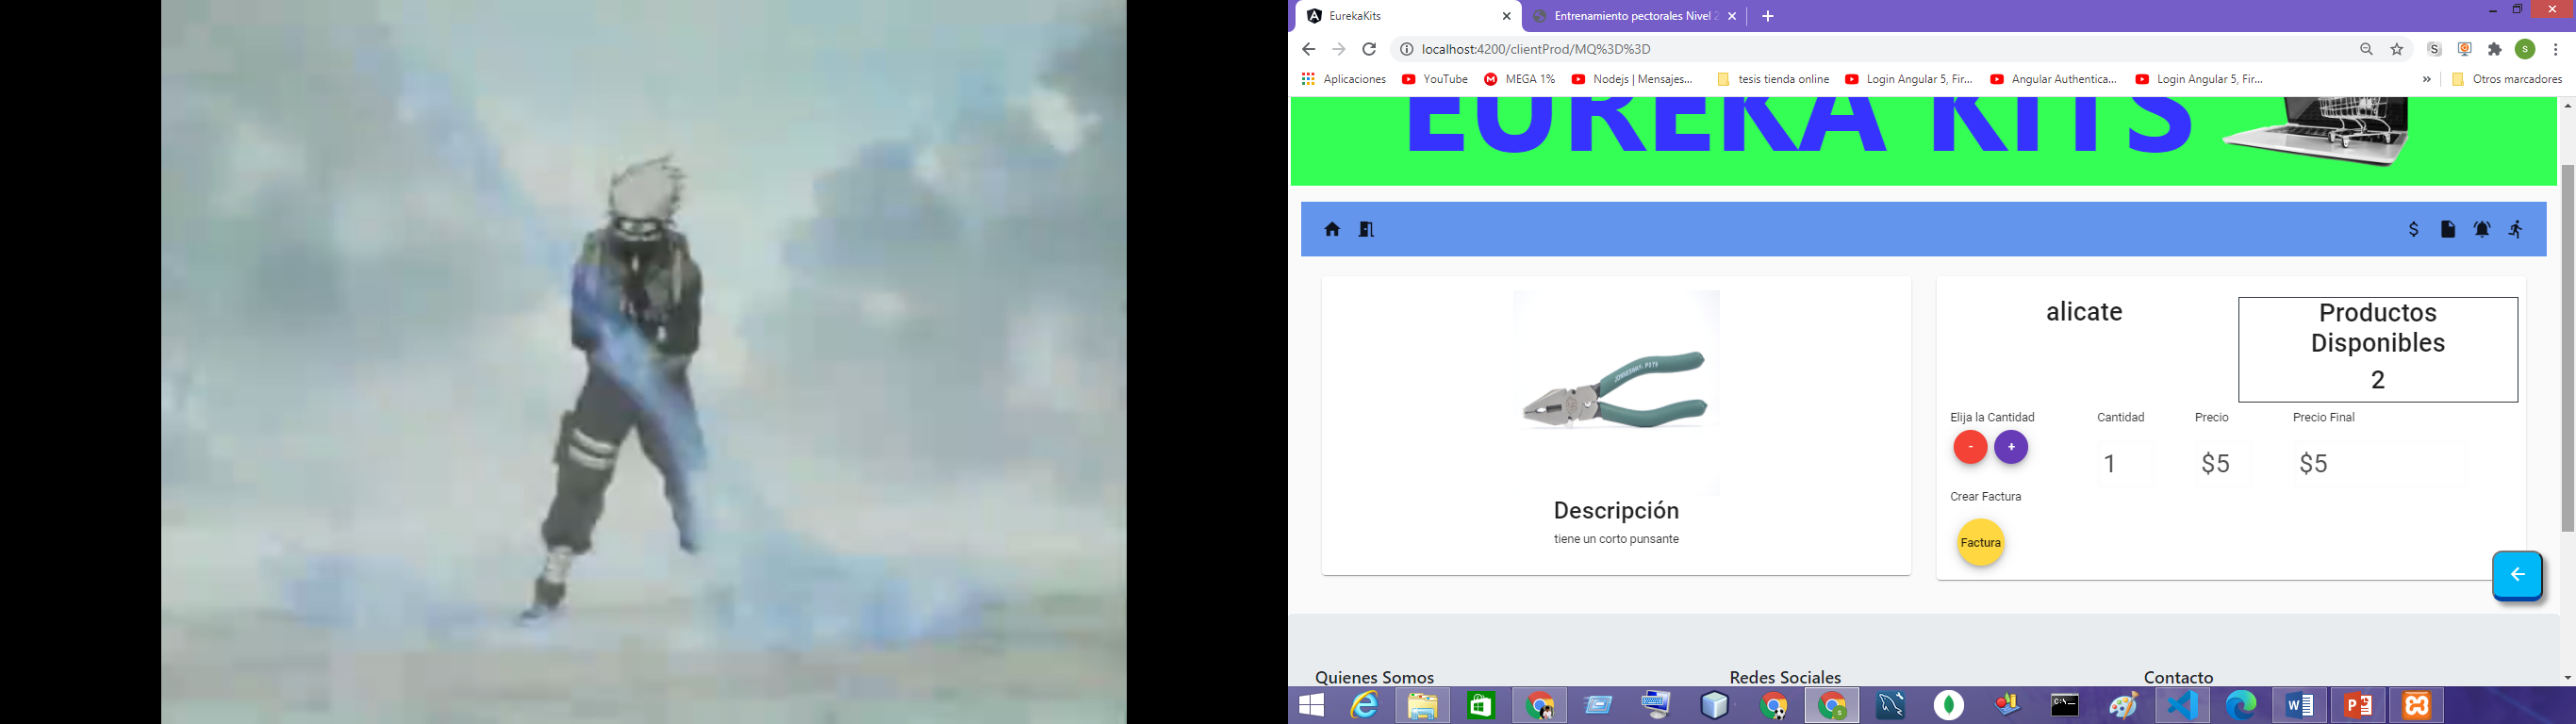 EurekaKits
Entrenamiento pectorales Nivel 2
localhost:4200/clientProd/MQ%3D%3D
Aplicaciones
YouTube
MEGA 1%
Nodejs | Mensajes...
tesis tienda online
Login Angular 5, Fir...
Angular Authentica...
Login Angular 5, Fir...
Otros marcadores
EUREKA KITS
alicate
Productos
Disponibles
2
Elija la Cantidad
Cantidad
Precio
Precio Final
-
+
1
$5
$5
Crear Factura
Factura
Descripción
tiene un corto punsante
Quienes Somos
Redes Sociales
Contacto